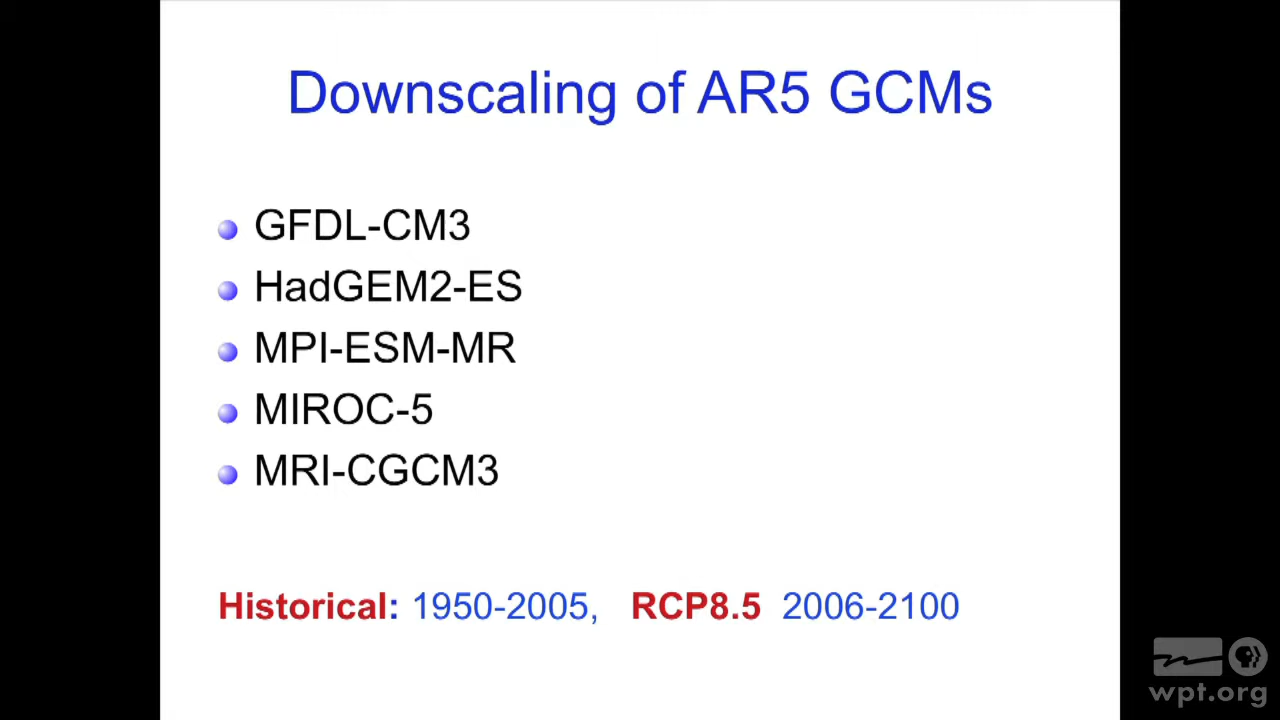 Downscaling of AR5 GCMs
GFDL-CM3
HadGEM2-ES
MPI-ESM-MR
MIROC-5
MRI-CGCM3
Historical: 1950-2005, RCP8.5 2006-2100
wpt.org